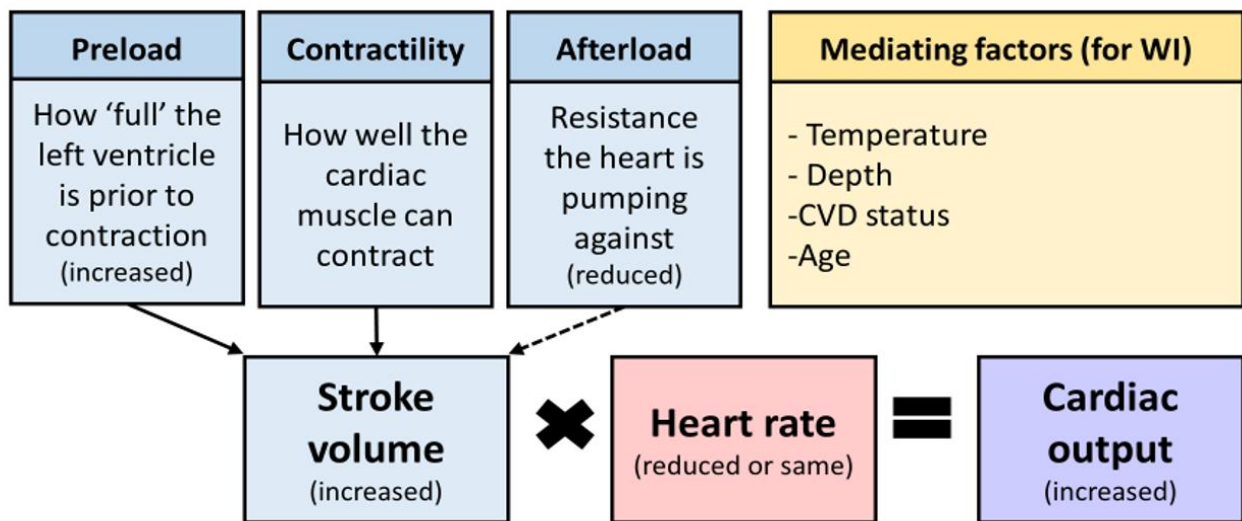 Preload
How ‘full’ the
left ventricle
is prior to
contraction
(increased)
Contractility
How well the
cardiac
muscle can
contract
Afterload
Resistance
the heart is
pumping
against
(reduced)
Mediating factors (for WI)
- Temperature
- Depth
-CVD status
-Age
Stroke
volume
(increased)
✖
Heart rate
(reduced or same)
=
Cardiac
output
(increased)